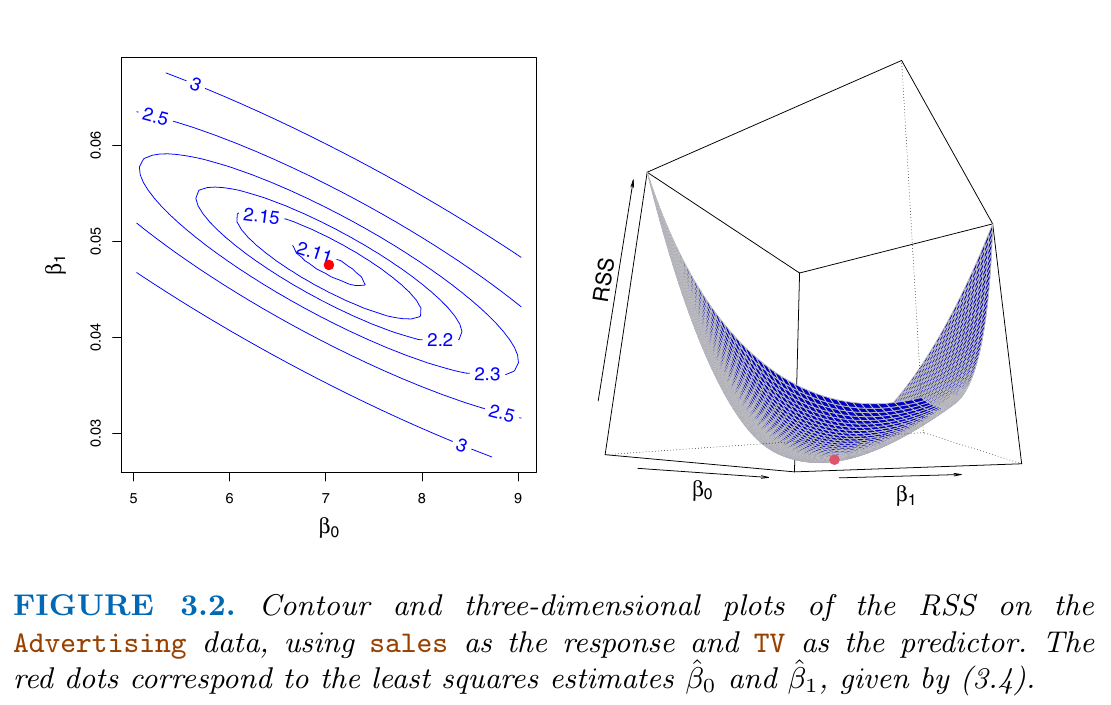 3
2.5
2.15
2.11
2.2
2.3
2.5
3
0.06
0.05
0.04
0.03
β1
5 6 7 8 9
β0
RSS
β0
β1
FIGURE 3.2. Contour and three-dimensional plots of the RSS on the
Advertising data, using sales as the response and TV as the predictor. The
red dots correspond to the least squares estimates β̂0 and β̂1, given by (3.4).